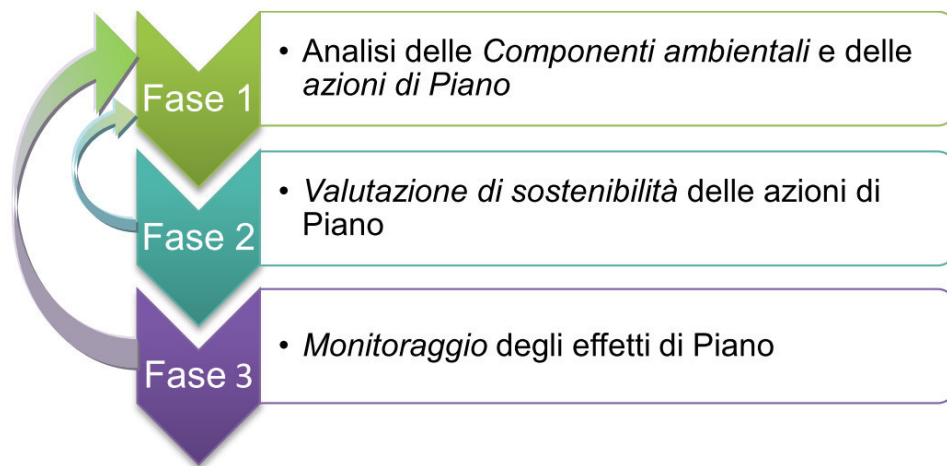 Fase 1
• Analisi delle Componenti ambientali e delle
azioni di Piano
Fase 2
• Valutazione di sostenibilità delle azioni di
Piano
Fase 3
• Monitoraggio degli effetti di Piano